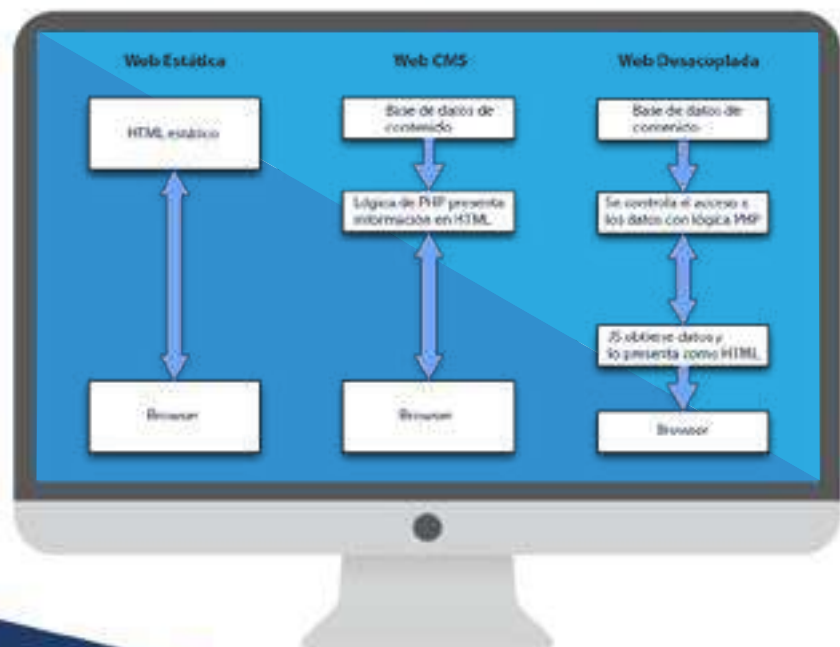 Web Estática
HTML estático
Browser
Web CMS
Base de datos de
contenido
Lógica de PHP presenta
información en HTML
Browser
Web Desacoplada
Base de datos de
contenido
Se controla el acceso a
los datos con lógica PHP
JS obtiene datos y
lo presenta como HTML
Browser